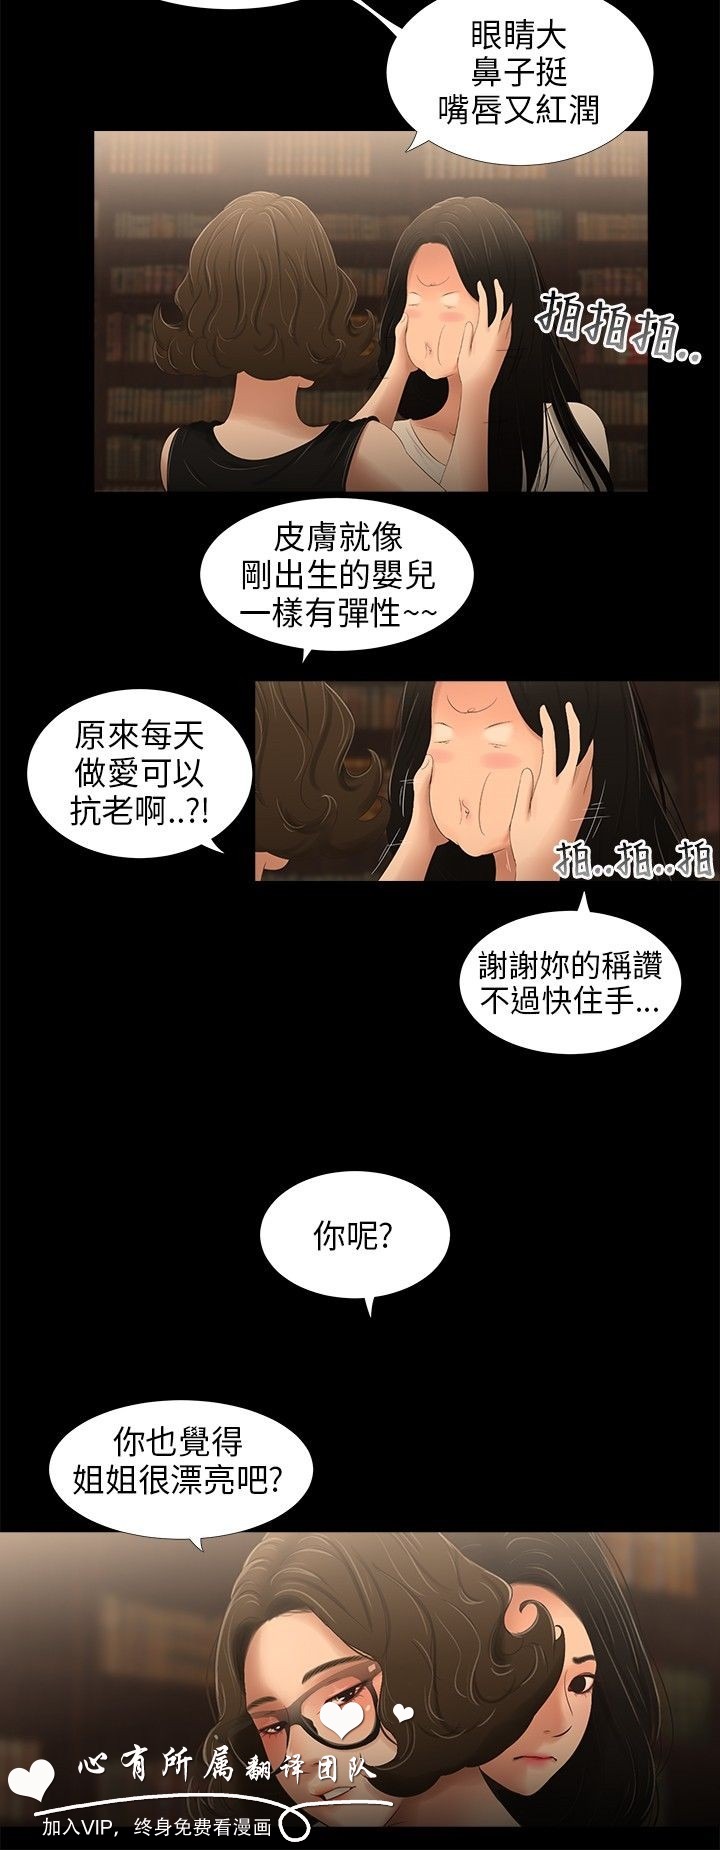 眼睛大
鼻子挺
嘴唇又紅潤
拍拍拍..
皮膚就像
剛出生的嬰兒
一樣有彈性~~
原來每天
做愛可以
抗老啊..?!
拍..拍..拍
謝謝妳的稱讚
不過快住手...
你呢?
你也覺得
姐姐很漂亮吧?
心有所属翻译团队
加入VIP，终身免费看漫画